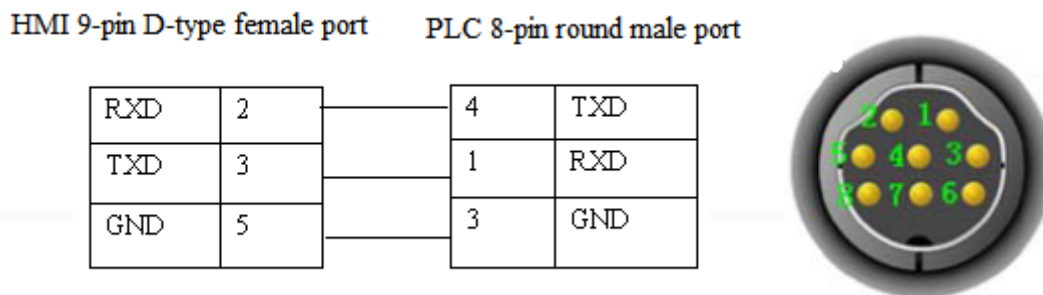 HMI 9-pin D-type female port PLC 8-pin round male port
RXD 2 4 TXD
TXD 3 1 RXD
GND 5 3 GND
2 1
5 4 3
8 7 6